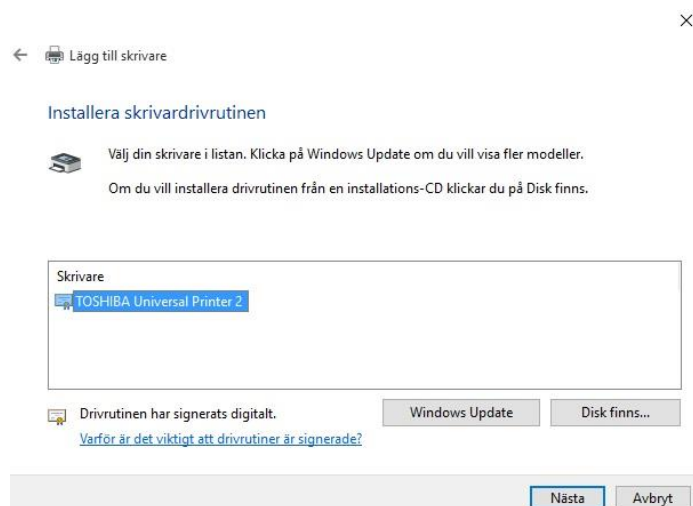 Lägg till skrivare
Installera skrivardrivrutinen
Välj din skrivare i listan. Klicka på Windows Update om du vill visa fler modeller.
Om du vill installera drivrutinen från en installations-CD klickar du på Disk finns.
Skrivare
TOSHIBA Universal Printer 2
Drivrutinen har signerats digitalt.
Windows Update
Disk finns...
Varför är det viktigt att drivrutiner är signerade?
Nästa
Avbryt